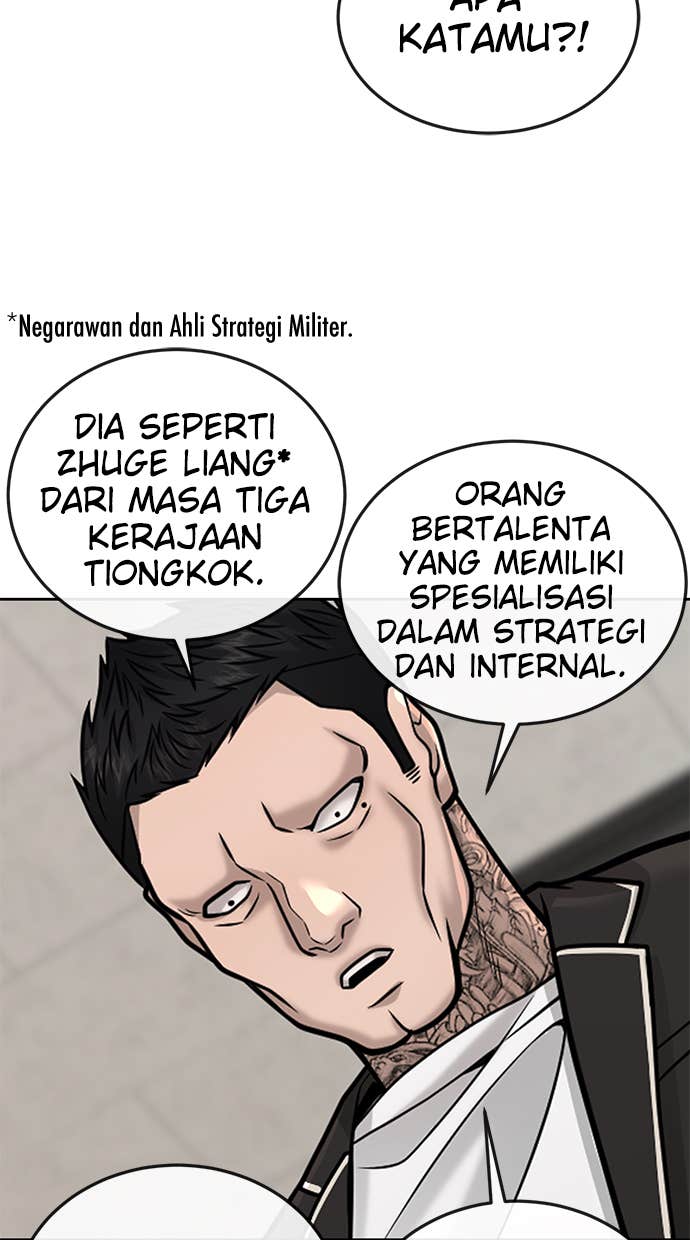 APA
KATAMU?!
*Negarawan dan Ahli Strategi Militer.
DIA SEPERTI
ZHUGE LIANG*
DARI MASA TIGA
KERAJAAN
TIONGKOK.
ORANG
BERTALENTA
YANG MEMILIKI
SPESIALISASI
DALAM STRATEGI
DAN INTERNAL.